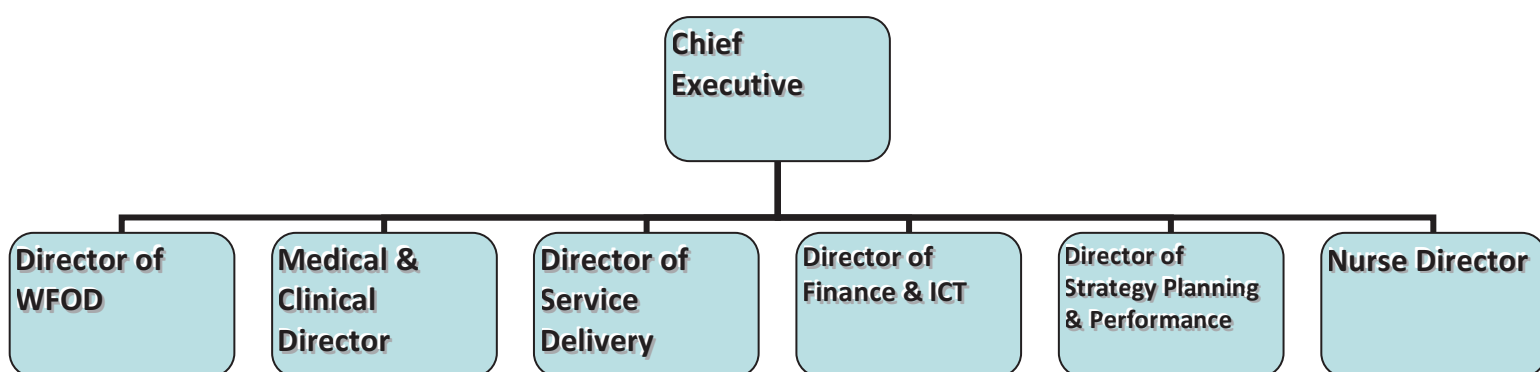 Chief
Executive
Director of
WFOD
Medical &
Clinical
Director
Director of
Service
Delivery
Director of
Finance & ICT
Director of
Strategy Planning
& Performance
Nurse Director